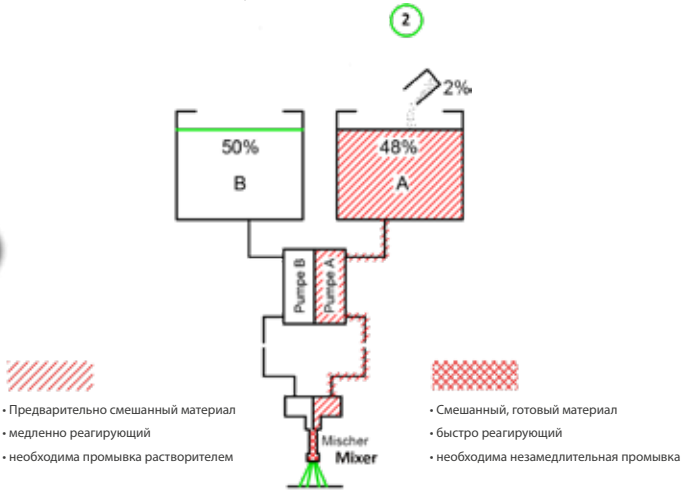 2
2%
50%
48%
B
A
Pumpe B
Pumpe A
• Предварительно смешанный материал
• медленно реагирующий
• необходима промывка растворителем
Mischer
Mixer
• Смешанный, готовый материал
• быстро реагирующий
• необходима незамедлительная промывка